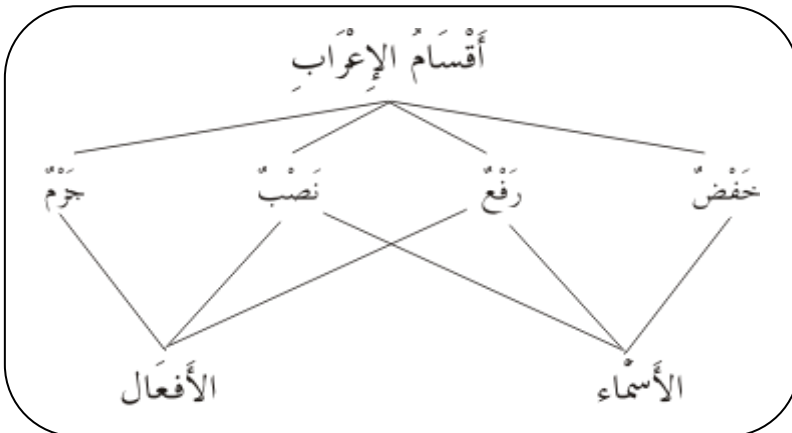 أَقْسَامُ الإِعْرَابِ
خَفْضٌ رَفْعٌ نَصْبٌ جَزْمٌ
الأَسْمَاء الأَفعَال